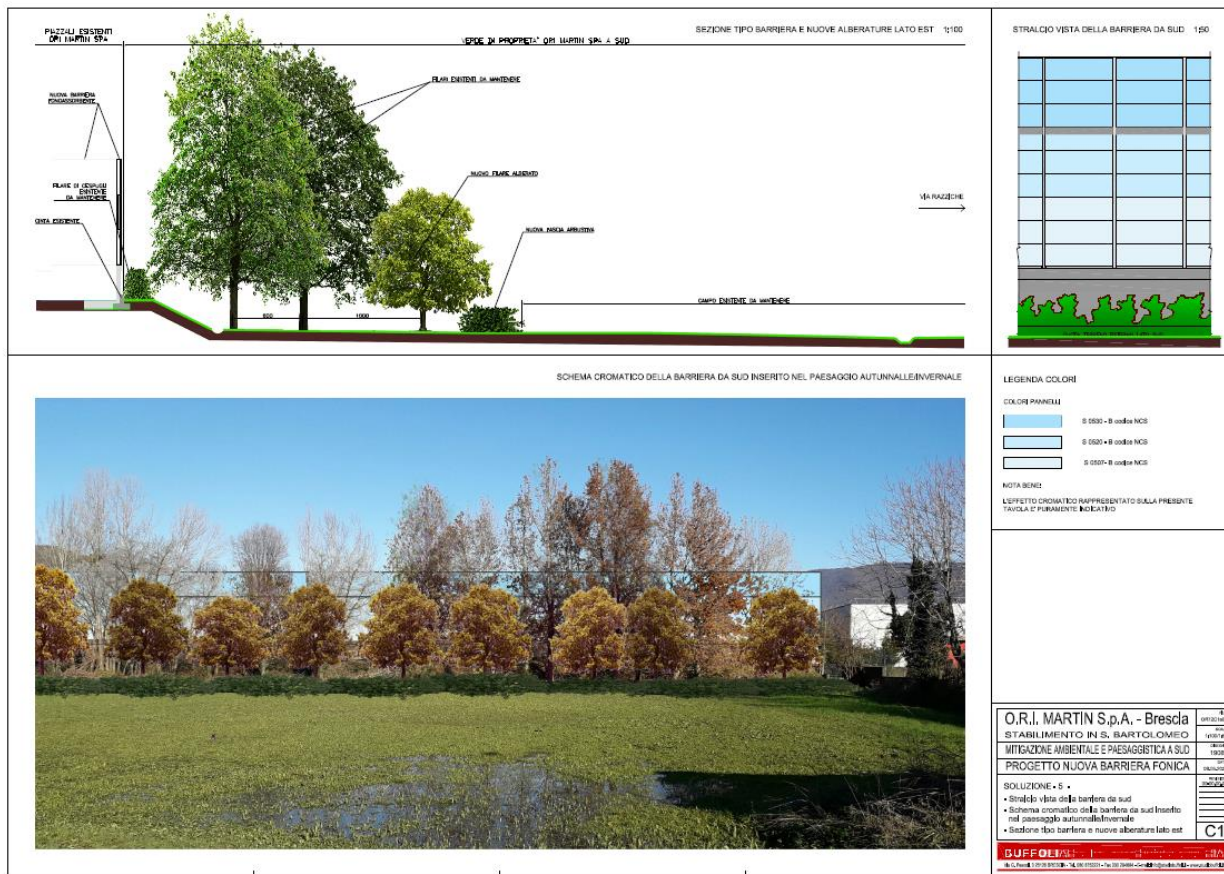 PIAZZALI ESISTENTI
ORI MARTIN SPA
VERDE DI PROPRIETA' ORI MARTIN SPA A SUD
SEZIONE TIPO BARRIERA E NUOVE ALBERATURE LATO EST 1:100
FILARI ESISTENTI DA MANTENERE
NUOVA BARRIERA
FONOASSORBENTE
FILARE DI CESPUGLI
ESISTENTE
DA MANTENERE
CINTA ESISTENTE
NUOVO FILARE ALBERATO
NUOVA FASCIA ARBUSTIVA
VIA RAZZICHE
CAMPO ESISTENTE DA MANTENERE
1000
STRALCIO VISTA DELLA BARRIERA DA SUD 1:50
SCHEMA CROMATICO DELLA BARRIERA DA SUD INSERITO NEL PAESAGGIO AUTUNNALLE/INVERNALE
LEGENDA COLORI
COLORI PANNELLI
S 0530 - B codice NCS
S 0520 - B codice NCS
S 0507- B codice NCS
NOTA BENE:
L'EFFETTO CROMATICO RAPPRESENTATO SULLA PRESENTE
TAVOLA E' PURAMENTE INDICATIVO
O.R.I. MARTIN S.p.A. - Brescia
STABILIMENTO IN S. BARTOLOMEO
MITIGAZIONE AMBIENTALE E PAESAGGISTICA A SUD
PROGETTO NUOVA BARRIERA FONICA
SOLUZIONE - 5 -
• Stralcio vista della barriera da sud
• Schema cromatico della barriera da sud inserito
nel paesaggio autunnalle/invernale
• Sezione tipo barriera e nuove alberature lato est
C1
BUFFOLI